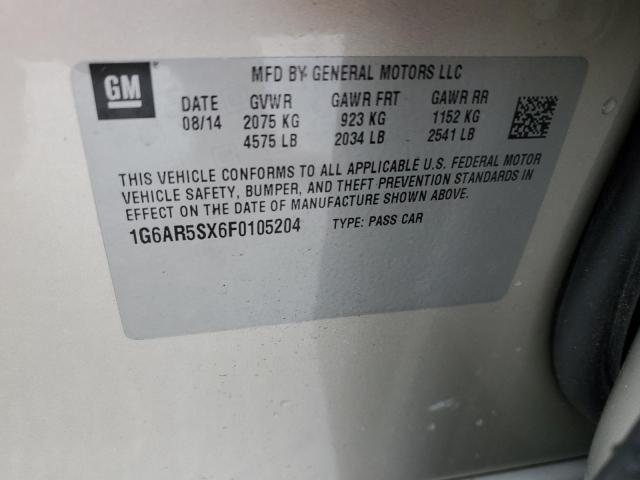 GM
MFD BY GENERAL MOTORS LLC
DATE GVWR GAWR FRT GAWR RR
08/14 2075 KG 923 KG 1152 KG
4575 LB 2034 LB 2541 LB
THIS VEHICLE CONFORMS TO ALL APPLICABLE U.S. FEDERAL MOTOR
VEHICLE SAFETY, BUMPER, AND THEFT PREVENTION STANDARDS IN
EFFECT ON THE DATE OF MANUFACTURE SHOWN ABOVE.
1G6AR5SX6F0105204 TYPE: PASS CAR